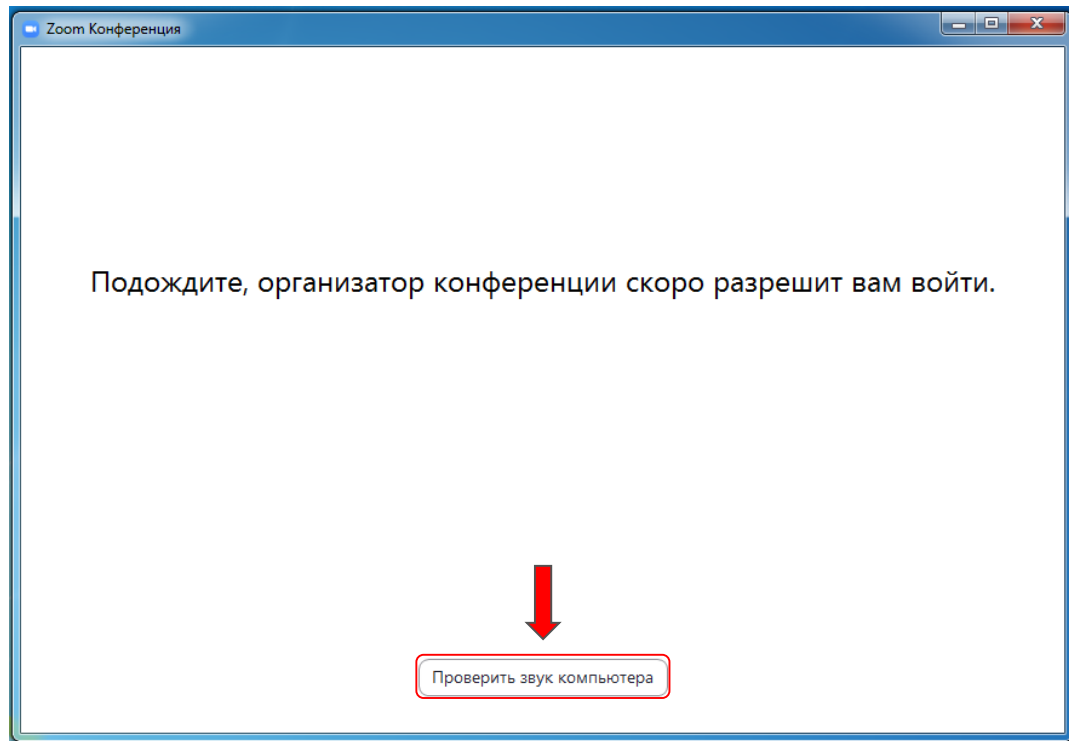 Zoom Конференция
Подождите, организатор конференции скоро разрешит вам войти.
Проверить звук компьютера